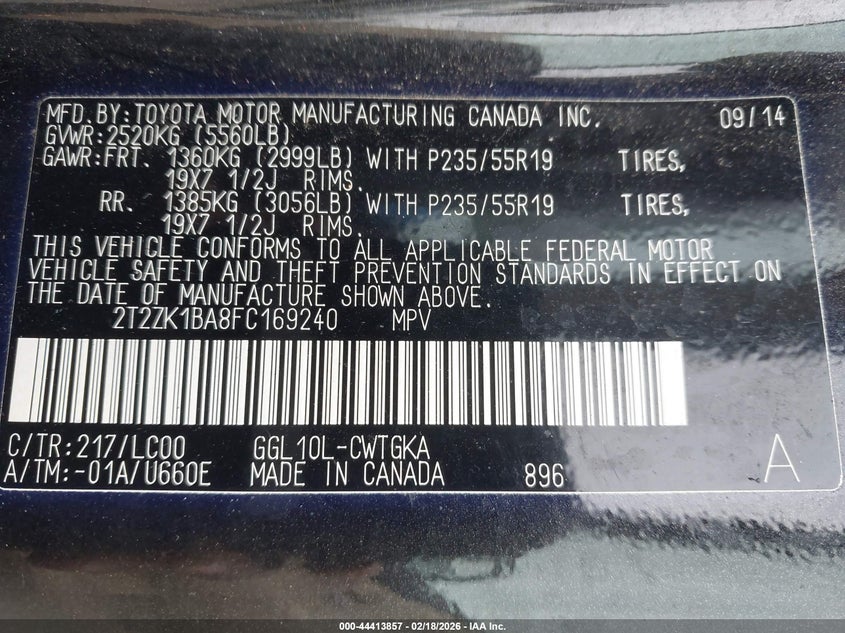 MFD.BY:TOYOTA MOTOR MANUFACTURING CANADA INC. 09/14
GVWR:2520KG (5560LB)
GAWR:FRT. 1360KG (2999LB) WITH P235/55R19 TIRES,
19X7 1/2J RIMS.
RR. 1385KG (3056LB) WITH P235/55R19 TIRES,
19X7 1/2J RIMS.
THIS VEHICLE CONFORMS TO ALL APPLICABLE FEDERAL MOTOR
VEHICLE SAFETY AND THEFT PREVENTION STANDARDS IN EFFECT ON
THE DATE OF MANUFACTURE SHOWN ABOVE.
2T2ZK1BA8FC169240 MPV
C/TR:217/LC00 GGL10L-CWTGKA A
A/TM:-01A/U660E MADE IN CANADA 896
000-44413857 - 02/18/2026 - IAA Holdings, LLC.